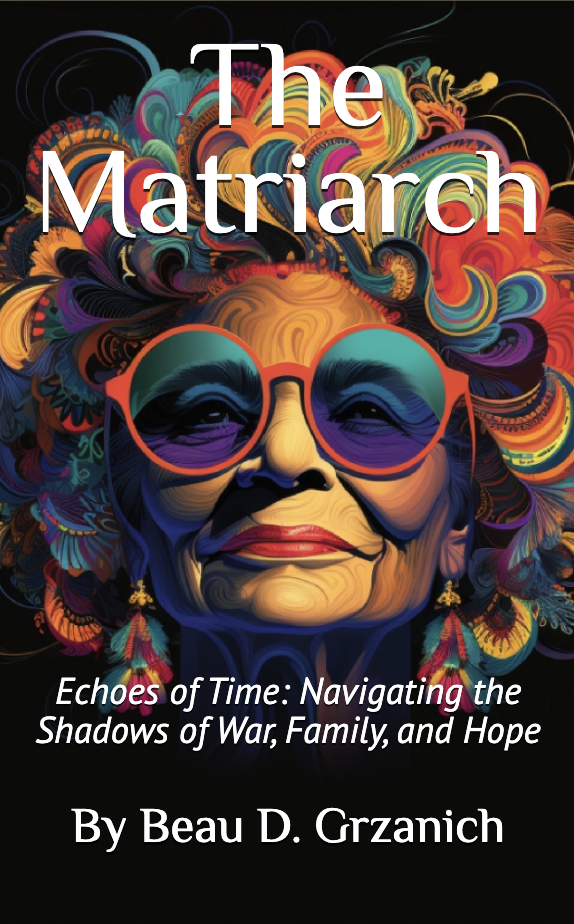 The
Matriarch
Echoes of Time: Navigating the
Shadows of War, Family, and Hope
By Beau D. Grzanich